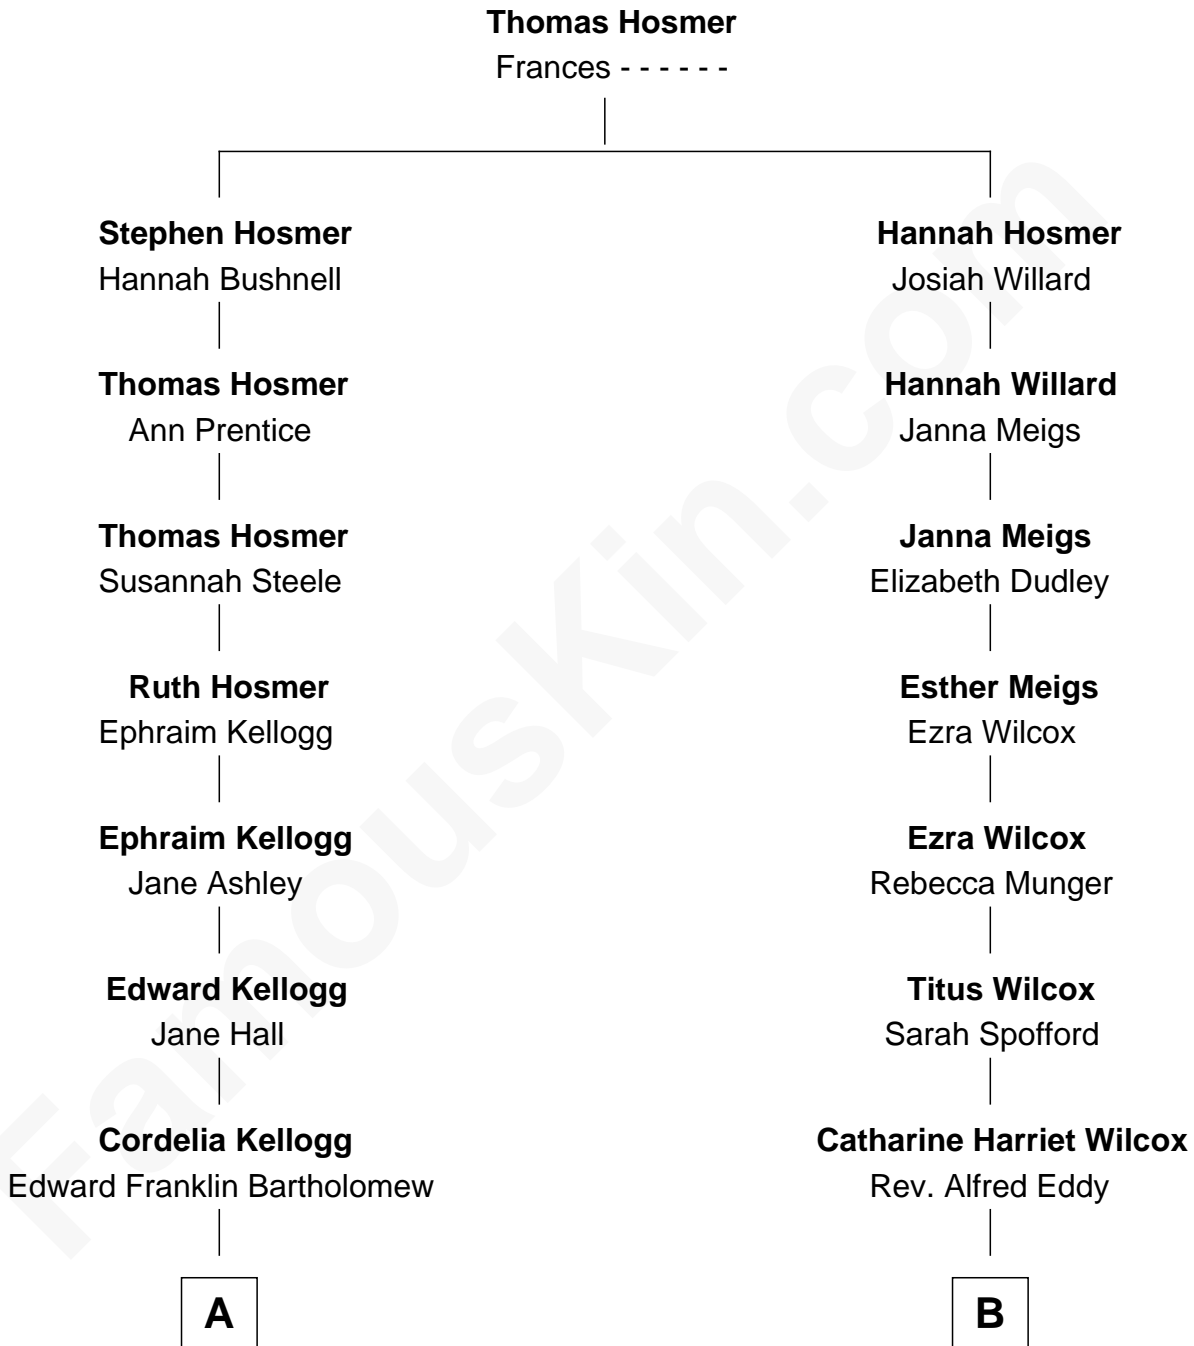 Thomas Hosmer
Frances - - - - - -
Stephen Hosmer
Hannah Bushnell
Thomas Hosmer
Ann Prentice
Thomas Hosmer
Susannah Steele
Ruth Hosmer
Ephraim Kellogg
Ephraim Kellogg
Jane Ashley
Edward Kellogg
Jane Hall
Cordelia Kellogg
Edward Franklin Bartholomew
A
Hannah Hosmer
Josiah Willard
Hannah Willard
Janna Meigs
Janna Meigs
Elizabeth Dudley
Esther Meigs
Ezra Wilcox
Ezra Wilcox
Rebecca Munger
Titus Wilcox
Sarah Spofford
Catharine Harriet Wilcox
Rev. Alfred Eddy
B
FamousKin.com